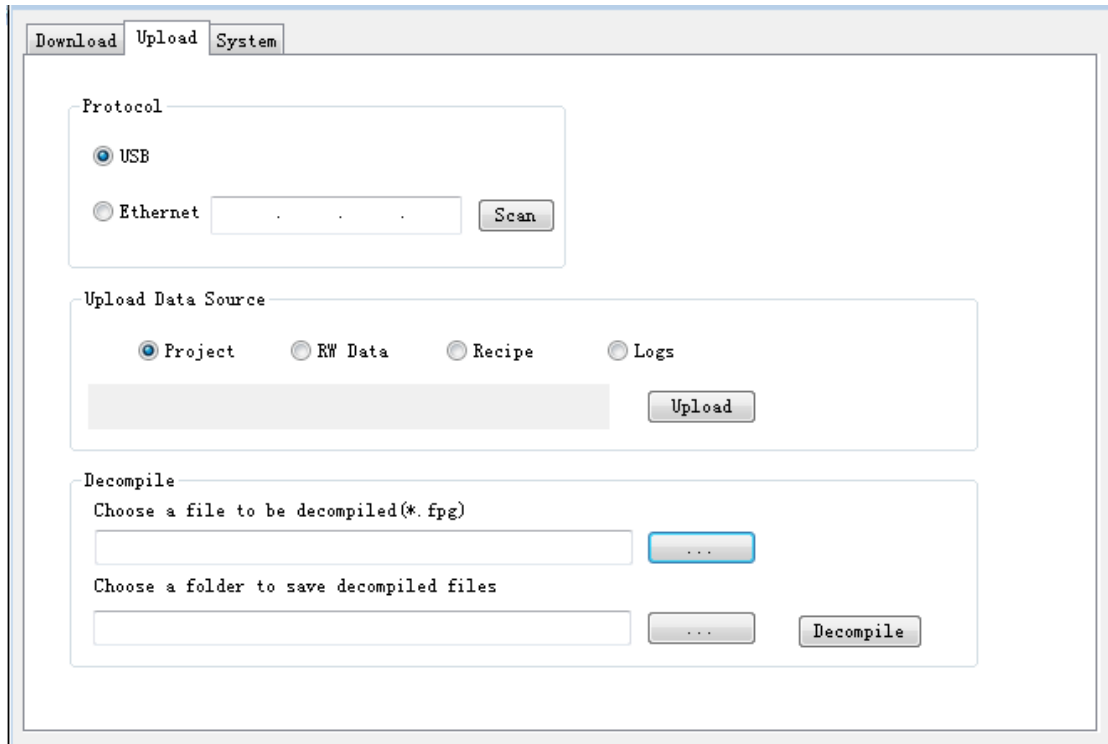 Download Upload System
Protocol
USB
Ethernet . . . Scan
Upload Data Source
Project RW Data Recipe Logs
Upload
Decompile
Choose a file to be decompiled(*.fpg)
...
Choose a folder to save decompiled files
... Decompile